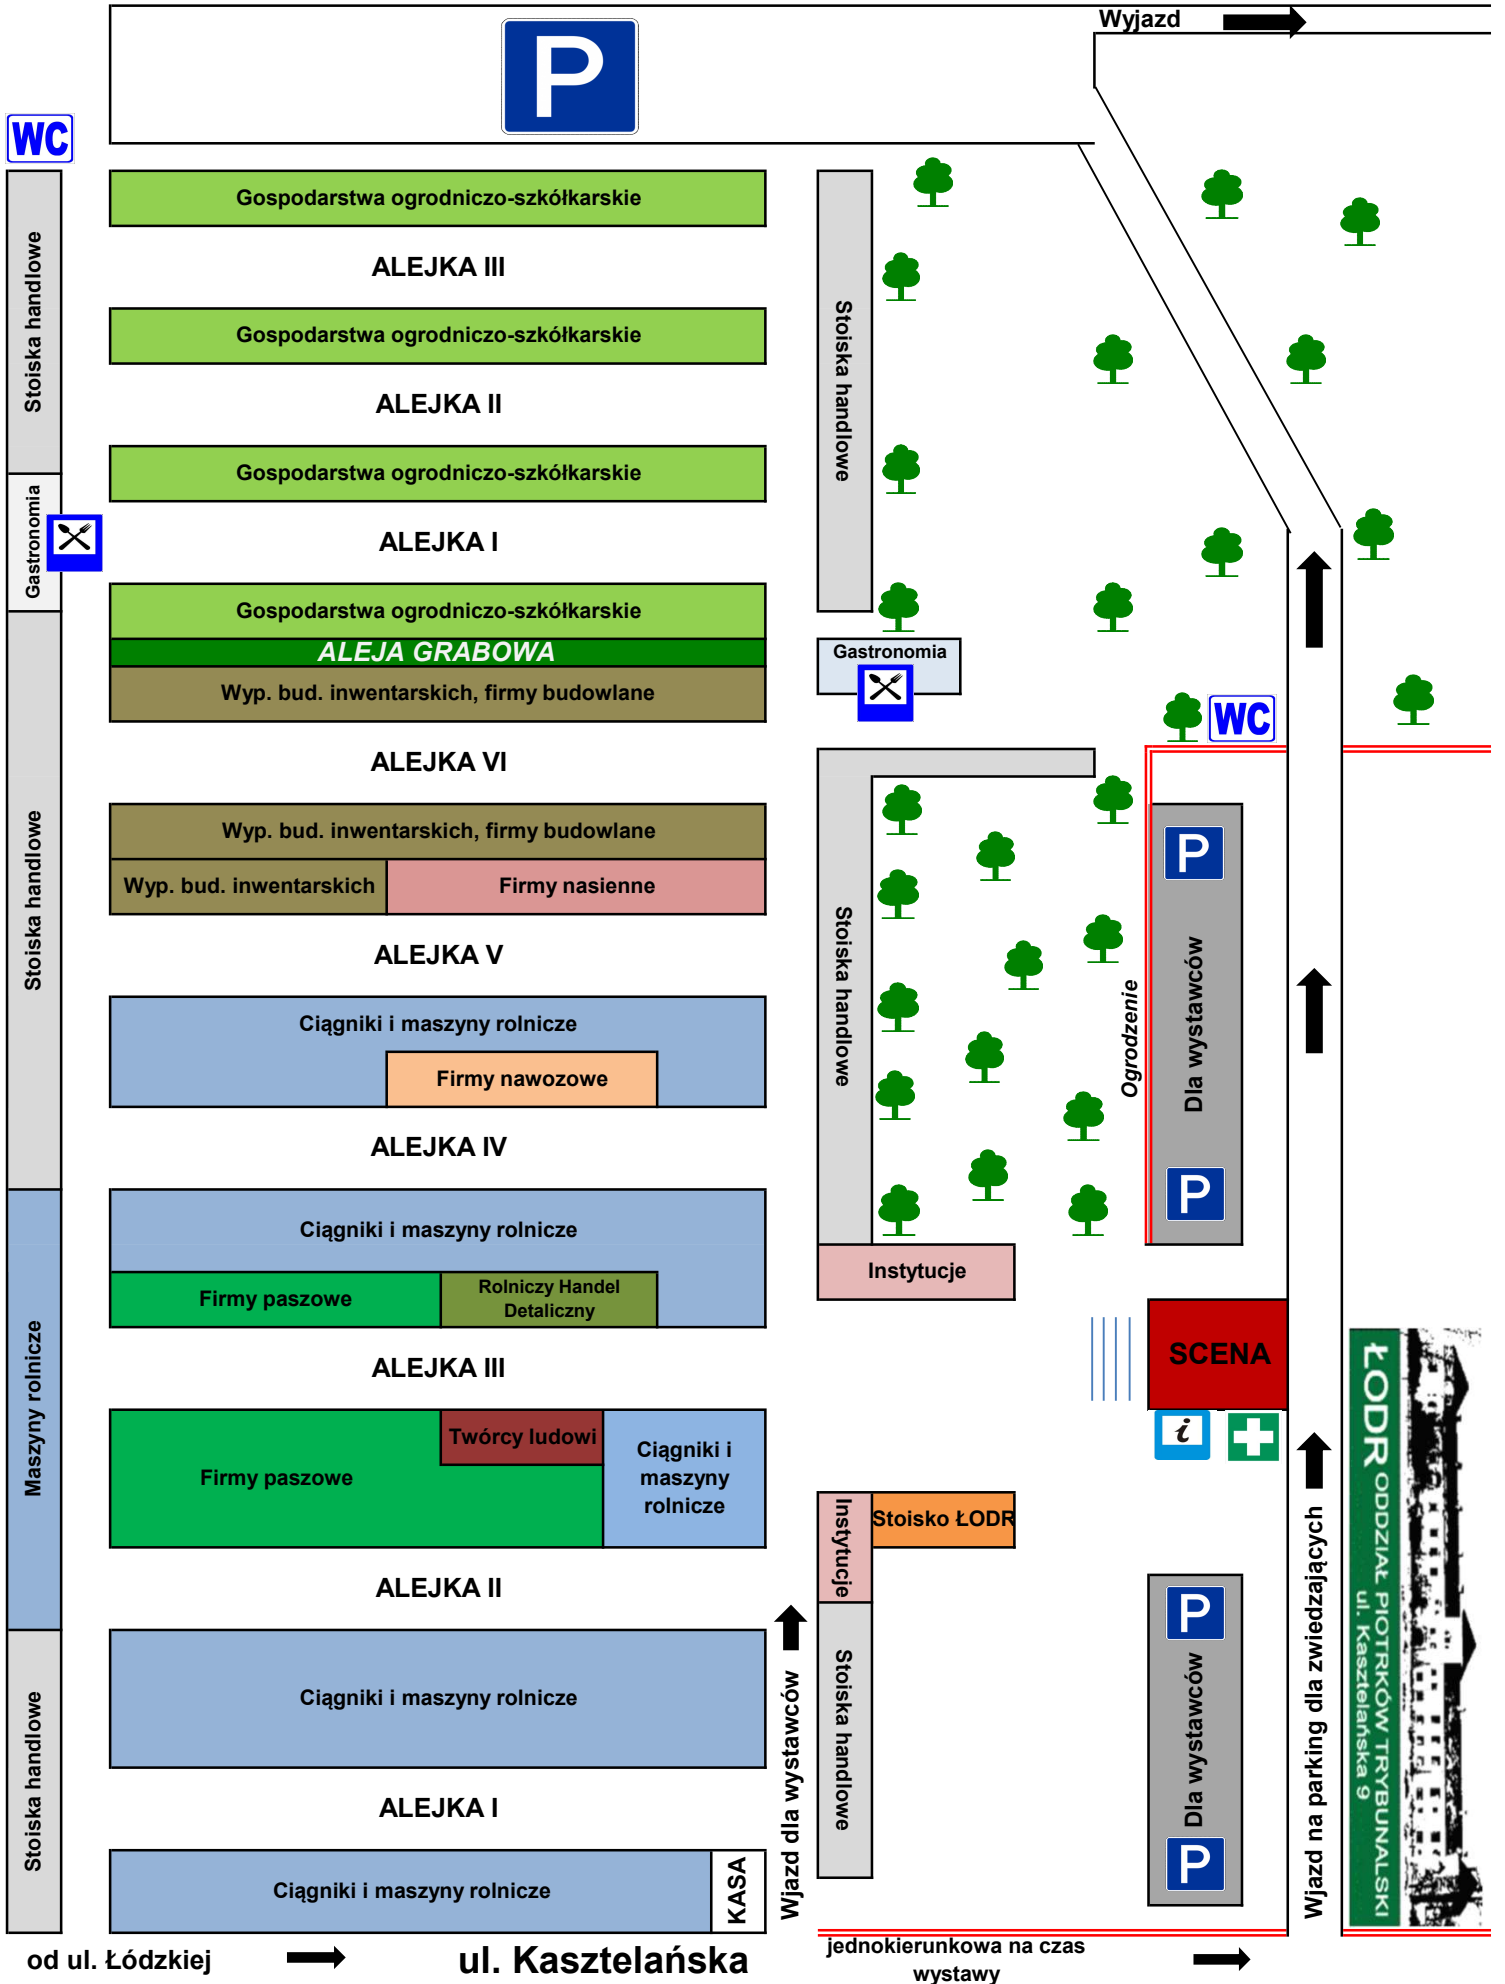 Wyjazd
P
WC
Gospodarstwa ogrodniczo-szkółkarskie
ALEJKA III
Stoiska handlowe
Gospodarstwa ogrodniczo-szkółkarskie
Stoiska handlowe
ALEJKA II
Gospodarstwa ogrodniczo-szkółkarskie
Gastronomia
ALEJKA I
Gospodarstwa ogrodniczo-szkółkarskie
ALEJA GRABOWA
Gastronomia
Wyp. bud. inwentarskich, firmy budowlane
WC
ALEJKA VI
Wyp. bud. inwentarskich, firmy budowlane
P
Wyp. bud. inwentarskich
Firmy nasienne
Stoiska handlowe
ALEJKA V
Stoiska handlowe
Ogrodzenie
Dla wystawców
Ciągniki i maszyny rolnicze
Firmy nawozowe
ALEJKA IV
P
Ciągniki i maszyny rolnicze
Instytucje
Firmy paszowe
Rolniczy Handel
Detaliczny
SCENA
ALEJKA III
Maszyny rolnicze
i
Twórcy ludowi
Firmy paszowe
Ciągniki i
maszyny
rolnicze
Instytucje
Stoisko ŁODR
ALEJKA II
P
Ciągniki i maszyny rolnicze
Stoiska handlowe
Wjazd dla wystawców
Stoiska handlowe
Dla wystawców
Wjazd na parking dla zwiedzających
ŁODR ODDZIAŁ PIOTRKÓW TRYBUNALSKI
ul. Kasztelańska 9
ALEJKA I
P
Ciągniki i maszyny rolnicze
KASA
od ul. Łódzkiej
ul. Kasztelańska
jednokierunkowa na czas
wystawy